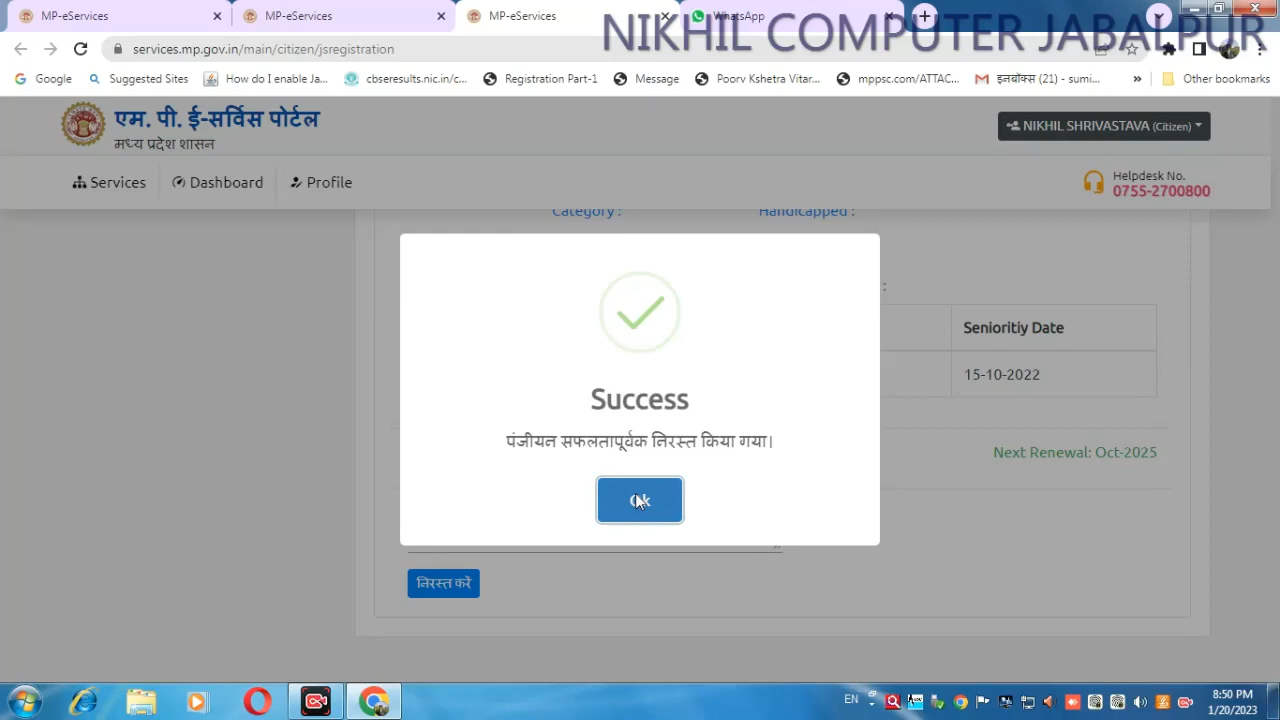 MP-eServices
MP-eServices
MP-eServices
WhatsApp
NIKHIL COMPUTER JABALPUR
services.mp.gov.in/main/citizen/jsregistration
Google
Suggested Sites
How do I enable Ja...
cbseresults.nic.in/c...
Registration Part-1
Message
Poorv Kshetra Vitar...
mppsc.com/ATTAC...
इनबॉक्स (21) - sumi...
»
Other bookmarks
एम. पी. ई-सर्विस पोर्टल
मध्य प्रदेश शासन
NIKHIL SHRIVASTAVA (Citizen)
Services
Dashboard
Profile
Helpdesk No.
0755-2700800
Category :
Handicapped :
:
Senioritiy Date
15-10-2022
Success
पंजीयन सफलतापूर्वक निरस्त किया गया।
Next Renewal: Oct-2025
Ok
निरस्त करें
EN
8:50 PM
1/20/2023